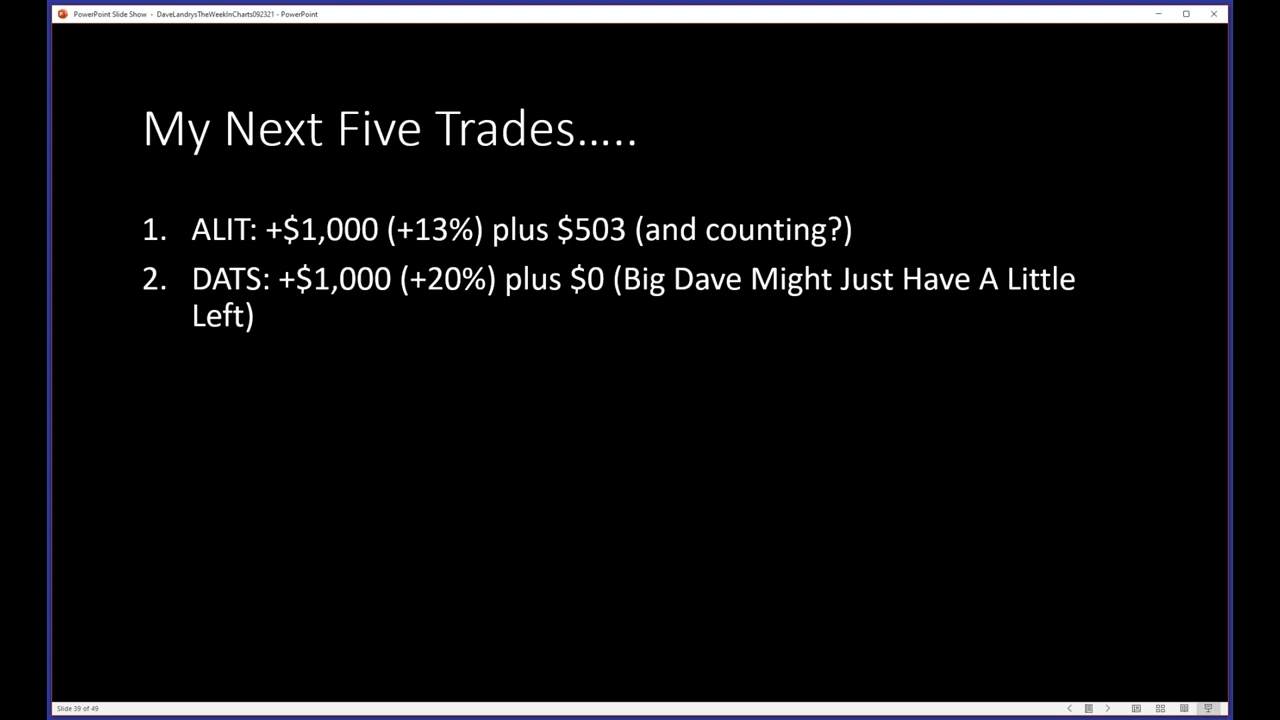 PowerPoint Slide Show - DaveLandrysTheWeekInCharts092321 - PowerPoint
My Next Five Trades.....
1. ALIT: +$1,000 (+13%) plus $503 (and counting?)
2. DATS: +$1,000 (+20%) plus $0 (Big Dave Might Just Have A Little
Left)
Slide 39 of 49